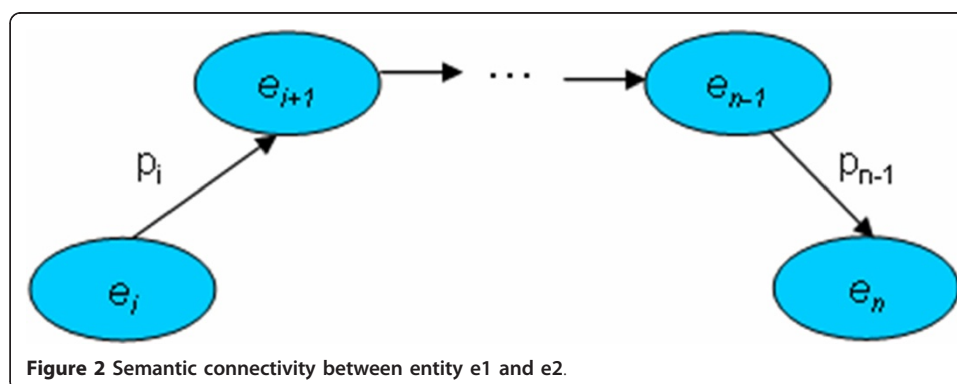 e_{i+1}
...
e_{n-1}
p_i
p_{n-1}
e_i
e_n
Figure 2 Semantic connectivity between entity e1 and e2.